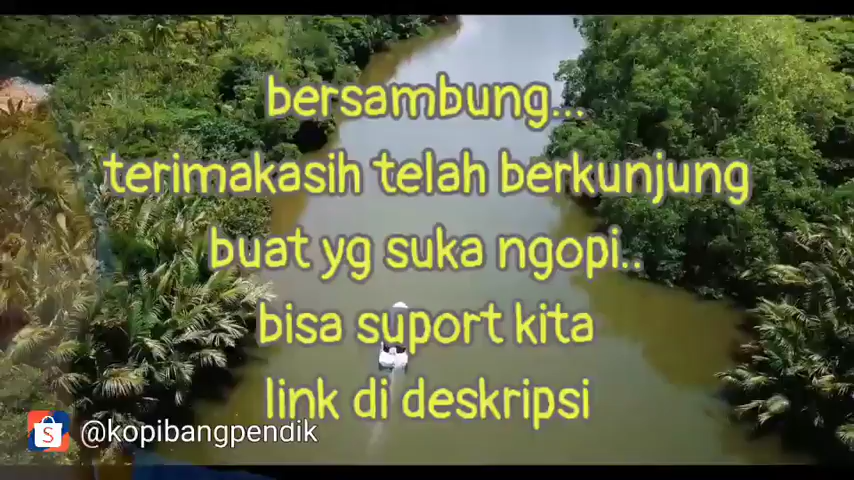 bersambung...
terimakasih telah berkunjung
buat yg suka ngopi...
bisa suport kita
link di deskripsi
S @kopibangpendik